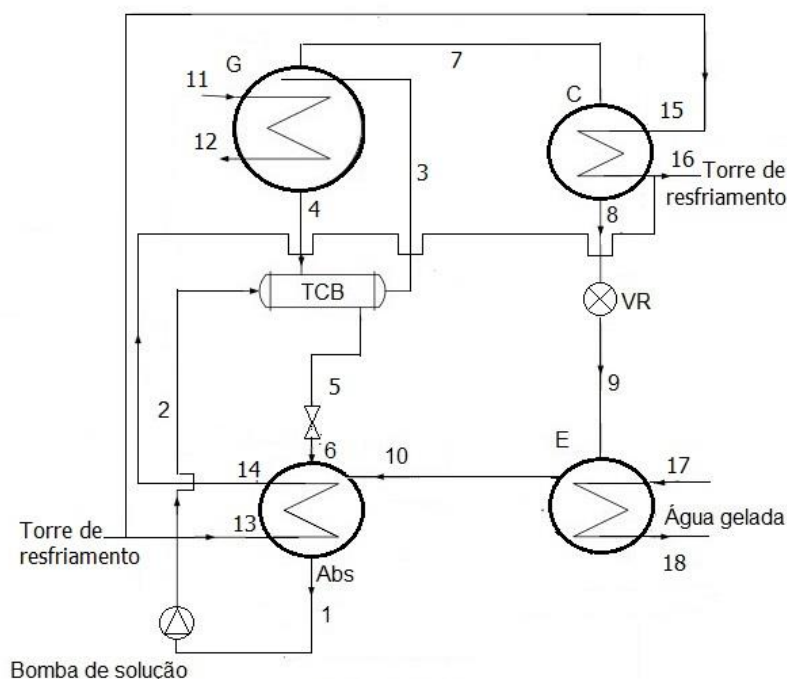 G
7
11
C
15
12
3
16
Torre de
resfriamento
4
8
TCB
VR
2
5
9
E
6
10
14
17
Torre de
resfriamento
13
Água gelada
18
Abs
1
Bomba de solução